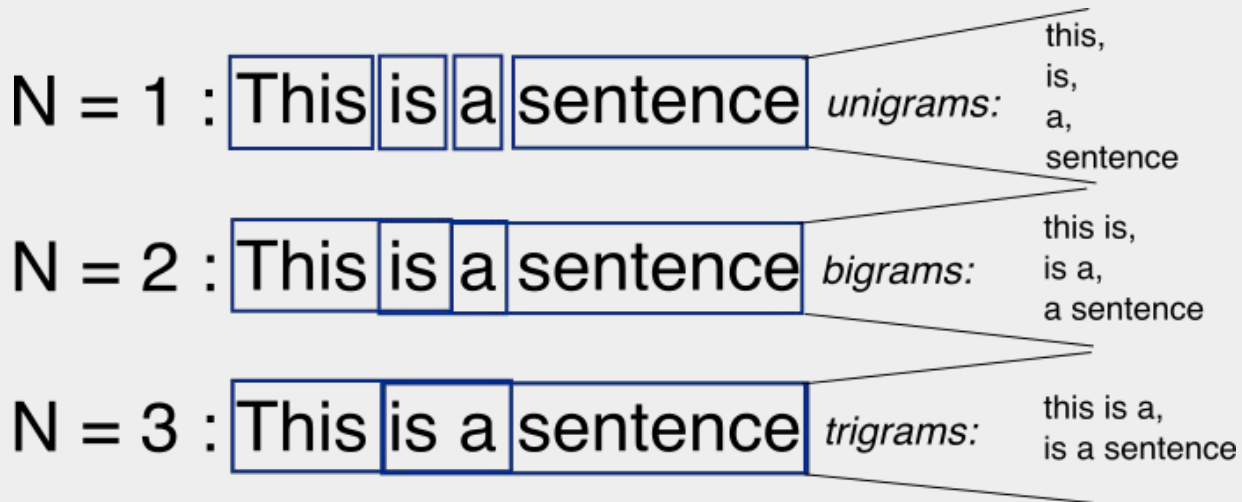 N = 1 : This is a sentence unigrams:
this,
is,
a,
sentence
N = 2 : This is a sentence bigrams:
this is,
is a,
a sentence
N = 3 : This is a sentence trigrams:
this is a,
is a sentence